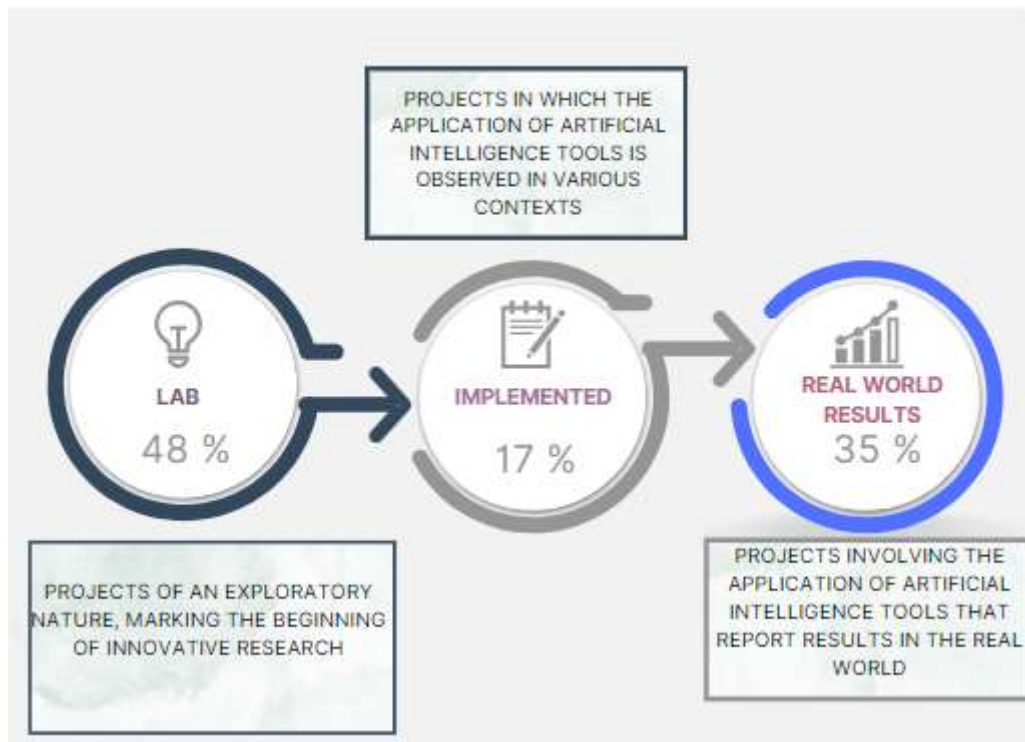 PROJECTS IN WHICH THE
APPLICATION OF ARTIFICIAL
INTELLIGENCE TOOLS IS
OBSERVED IN VARIOUS
CONTEXTS
LAB
48 %
IMPLEMENTED
17 %
REAL WORLD
RESULTS
35 %
PROJECTS OF AN EXPLORATORY
NATURE, MARKING THE BEGINNING
OF INNOVATIVE RESEARCH
PROJECTS INVOLVING THE
APPLICATION OF ARTIFICIAL
INTELLIGENCE TOOLS THAT
REPORT RESULTS IN THE REAL
WORLD